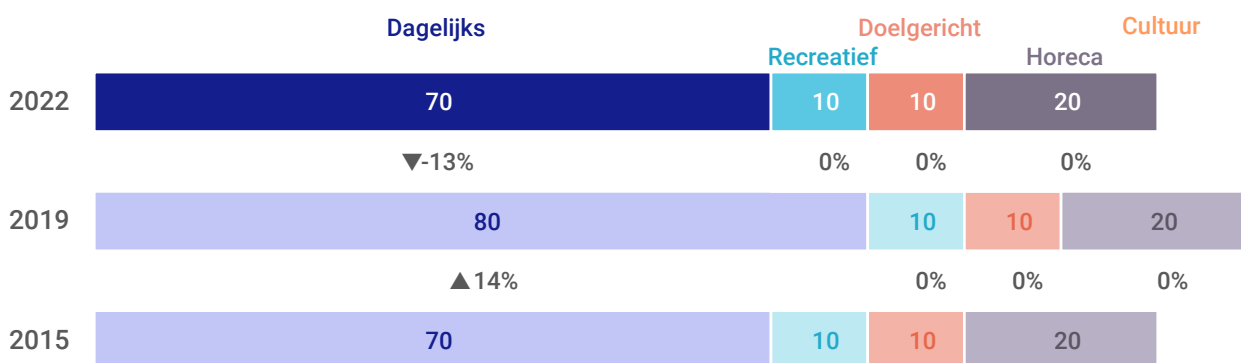 Dagelijks Doelgericht Cultuur
Recreatief Horeca
2022 70 10 10 20
▼-13% 0% 0% 0%
2019 80 10 10 20
▲14% 0% 0% 0%
2015 70 10 10 20